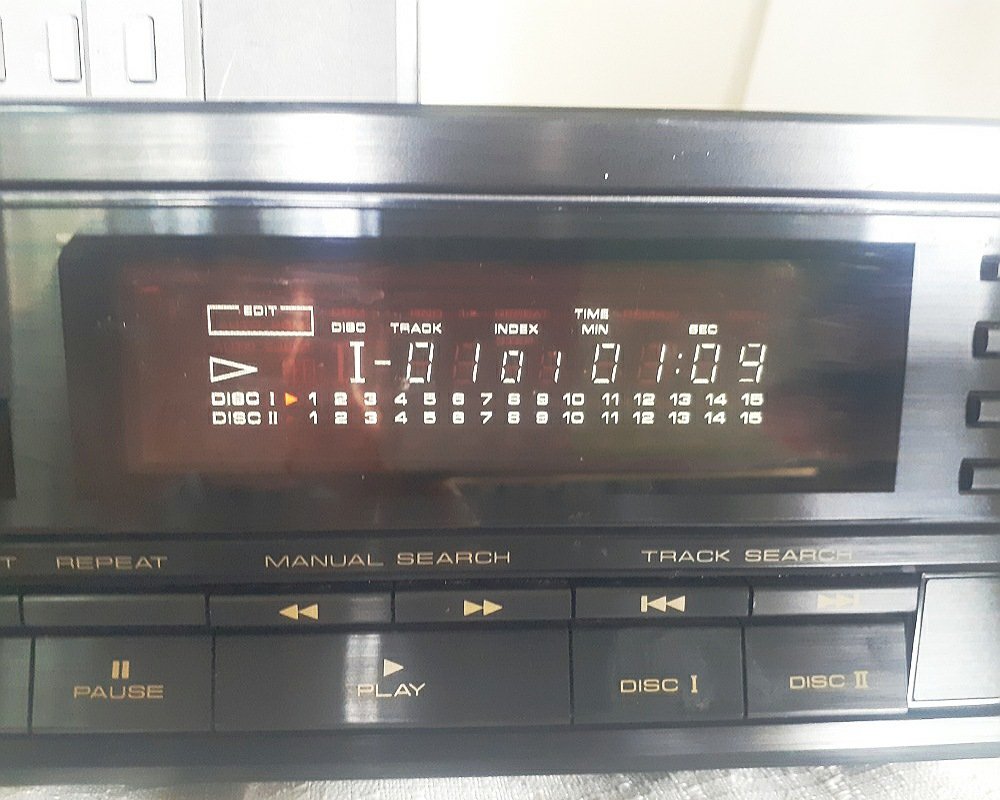 EDIT
TIME
DISC TRACK INDEX MIN SEC
I-01 01 01:09
DISC I 1 2 3 4 5 6 7 8 9 10 11 12 13 14 15
DISC II 1 2 3 4 5 6 7 8 9 10 11 12 13 14 15
T REPEAT MANUAL SEARCH TRACK SEARCH
PAUSE PLAY DISC I DISC II